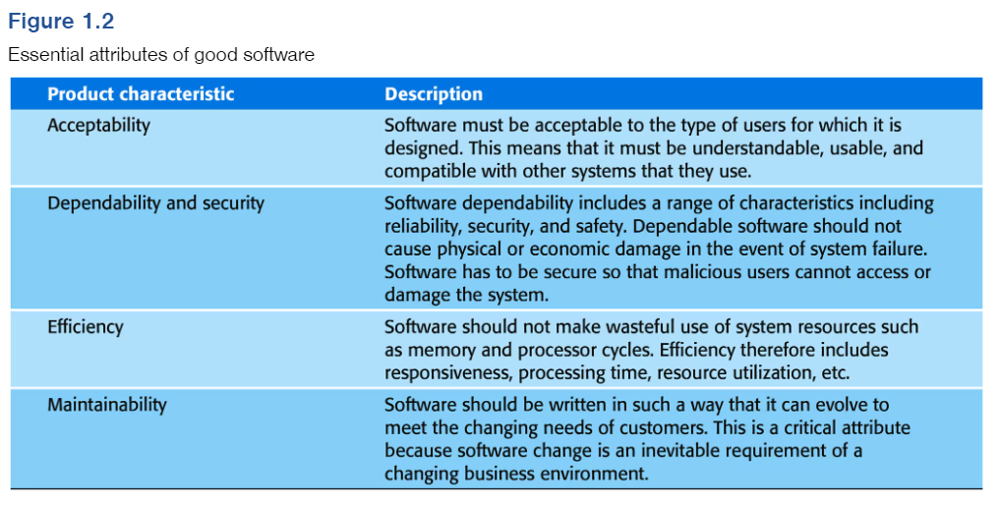 Figure 1.2
Essential attributes of good software
Product characteristic
Description
Acceptability
Software must be acceptable to the type of users for which it is
designed. This means that it must be understandable, usable, and
compatible with other systems that they use.
Dependability and security
Software dependability includes a range of characteristics including
reliability, security, and safety. Dependable software should not
cause physical or economic damage in the event of system failure.
Software has to be secure so that malicious users cannot access or
damage the system.
Efficiency
Software should not make wasteful use of system resources such
as memory and processor cycles. Efficiency therefore includes
responsiveness, processing time, resource utilization, etc.
Maintainability
Software should be written in such a way that it can evolve to
meet the changing needs of customers. This is a critical attribute
because software change is an inevitable requirement of a
changing business environment.